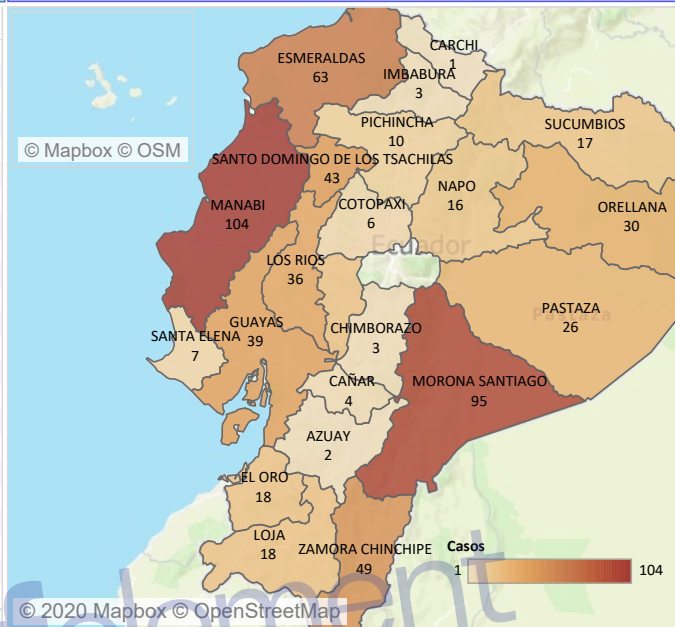 CARCHI
1
ESMERALDAS
63
IMBABURA
3
PICHINCHA
10
SUCUMBIOS
17
© Mapbox © OSM
SANTO DOMINGO DE LOS TSACHILAS
43
NAPO
16
MANABI
104
COTOPAXI
6
ORELLANA
30
Ecuador
LOS RIOS
36
PASTAZA
26
Pastaza
GUAYAS
39
SANTA ELENA
7
CHIMBORAZO
3
CAÑAR
4
MORONA SANTIAGO
95
AZUAY
2
EL ORO
18
LOJA
18
ZAMORA CHINCHIPE
49
Casos
1
104
© 2020 Mapbox © OpenStreetMap